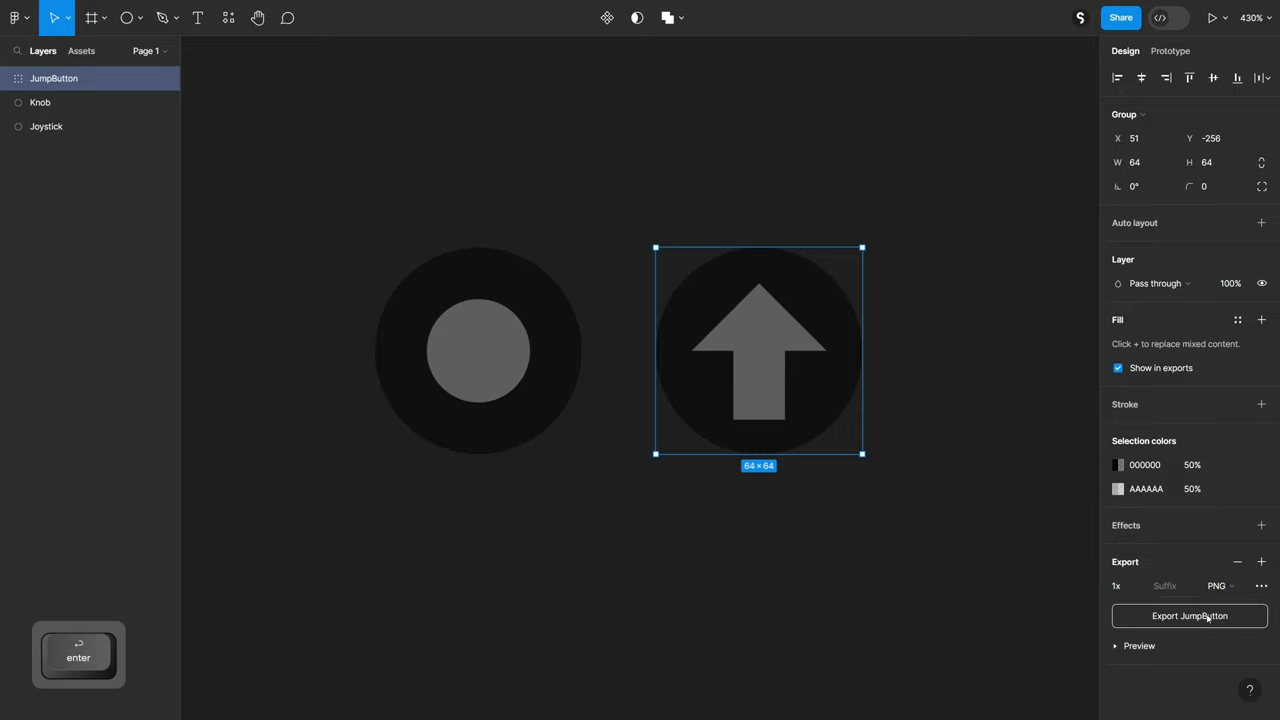 Share
430%
Layers
Assets
Page 1
Design
Prototype
JumpButton
Knob
Joystick
Group
X
51
Y
-256
W
64
H
64
0°
0
Auto layout
Layer
Pass through
100%
Fill
Click + to replace mixed content.
Show in exports
Stroke
Selection colors
000000
50%
AAAAAA
50%
64 × 64
Effects
Export
1x
Suffix
PNG
Export JumpButton
Preview
enter
?